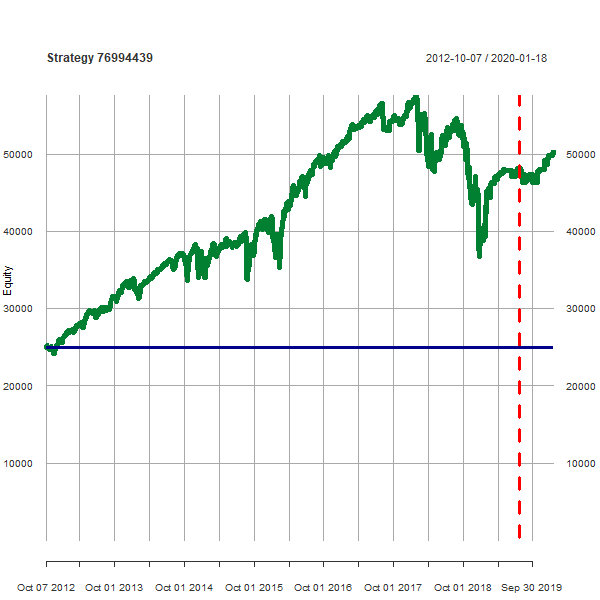 Strategy 76994439 2012-10-07 / 2020-01-18
50000 50000
40000 40000
Equity
30000 30000
20000 20000
10000 10000
Oct 07 2012 Oct 01 2013 Oct 01 2014 Oct 01 2015 Oct 01 2016 Oct 01 2017 Oct 01 2018 Sep 30 2019